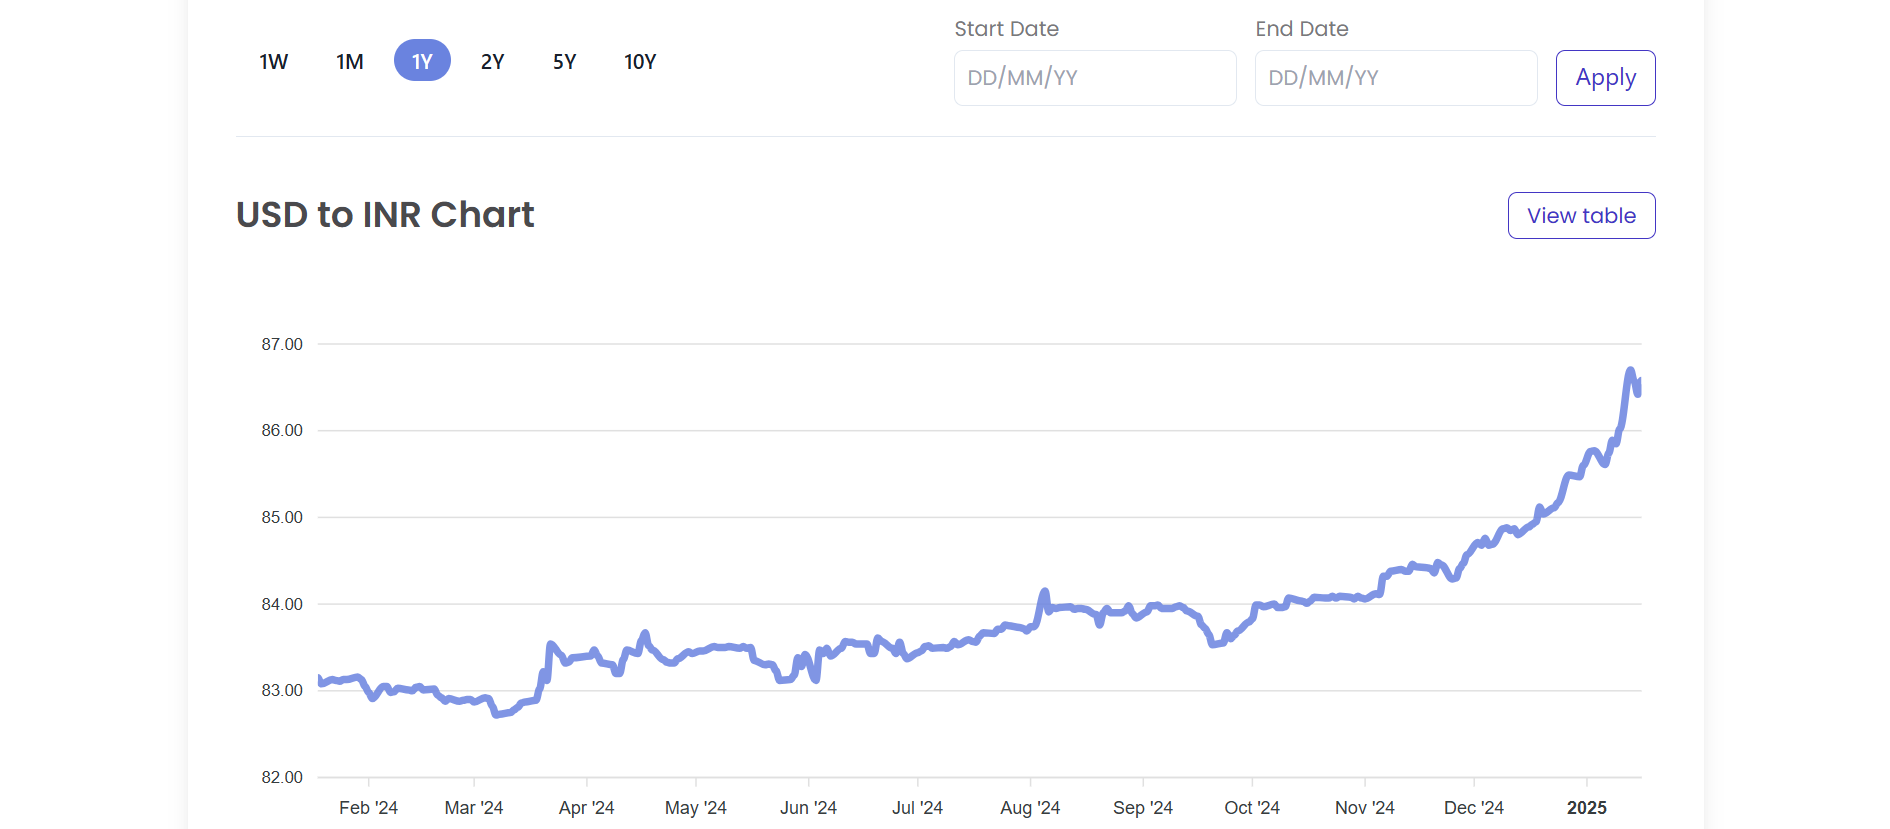 Start Date
End Date
1W 1M 1Y 2Y 5Y 10Y
DD/MM/YY
DD/MM/YY
Apply
USD to INR Chart
View table
87.00
86.00
85.00
84.00
83.00
82.00
Feb '24 Mar '24 Apr '24 May '24 Jun '24 Jul '24 Aug '24 Sep '24 Oct '24 Nov '24 Dec '24 2025